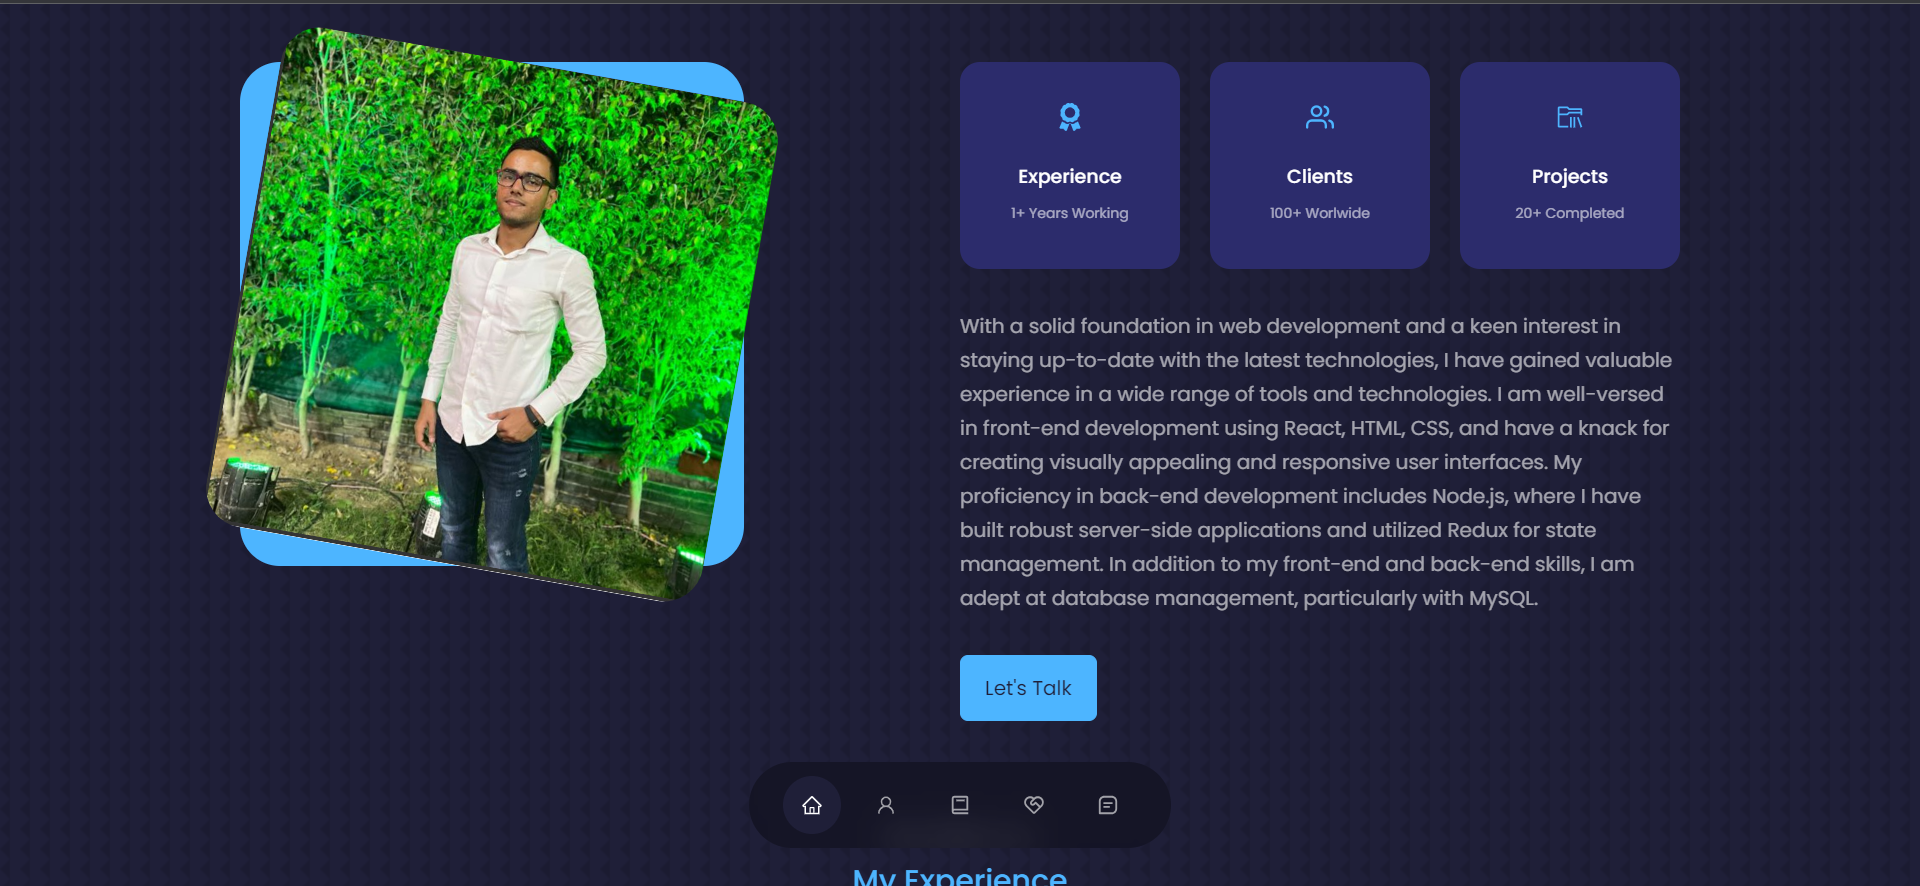 Experience
1+ Years Working
Clients
100+ Worlwide
Projects
20+ Completed
With a solid foundation in web development and a keen interest in
staying up-to-date with the latest technologies, I have gained valuable
experience in a wide range of tools and technologies. I am well-versed
in front-end development using React, HTML, CSS, and have a knack for
creating visually appealing and responsive user interfaces. My
proficiency in back-end development includes Node.js, where I have
built robust server-side applications and utilized Redux for state
management. In addition to my front-end and back-end skills, I am
adept at database management, particularly with MySQL.
Let's Talk
My Experience